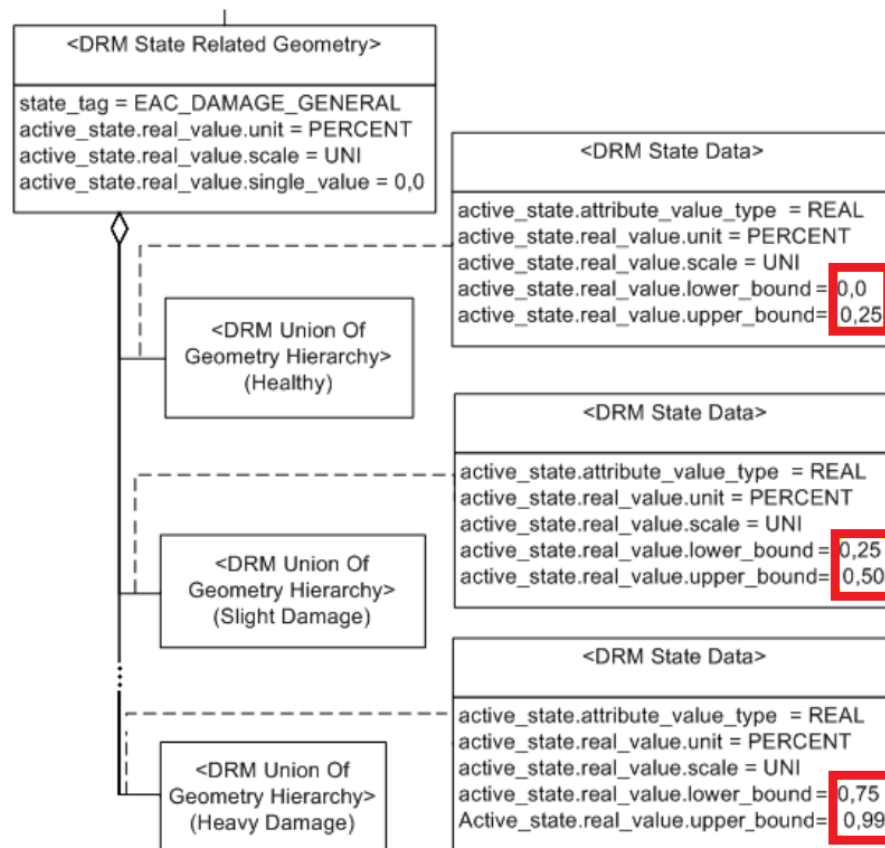 <DRM State Related Geometry>
state_tag = EAC_DAMAGE_GENERAL
active_state.real_value.unit = PERCENT
active_state.real_value.scale = UNI
active_state.real_value.single_value = 0,0
<DRM State Data>
active_state.attribute_value_type = REAL
active_state.real_value.unit = PERCENT
active_state.real_value.scale = UNI
active_state.real_value.lower_bound = 0,0
active_state.real_value.upper_bound= 0,25
<DRM Union Of
Geometry Hierarchy>
(Healthy)
<DRM State Data>
active_state.attribute_value_type = REAL
active_state.real_value.unit = PERCENT
active_state.real_value.scale = UNI
active_state.real_value.lower_bound = 0,25
active_state.real_value.upper_bound= 0,50
<DRM Union Of
Geometry Hierarchy>
(Slight Damage)
<DRM State Data>
active_state.attribute_value_type = REAL
active_state.real_value.unit = PERCENT
active_state.real_value.scale = UNI
active_state.real_value.lower_bound = 0,75
Active_state.real_value.upper_bound= 0,99
<DRM Union Of
Geometry Hierarchy>
(Heavy Damage)